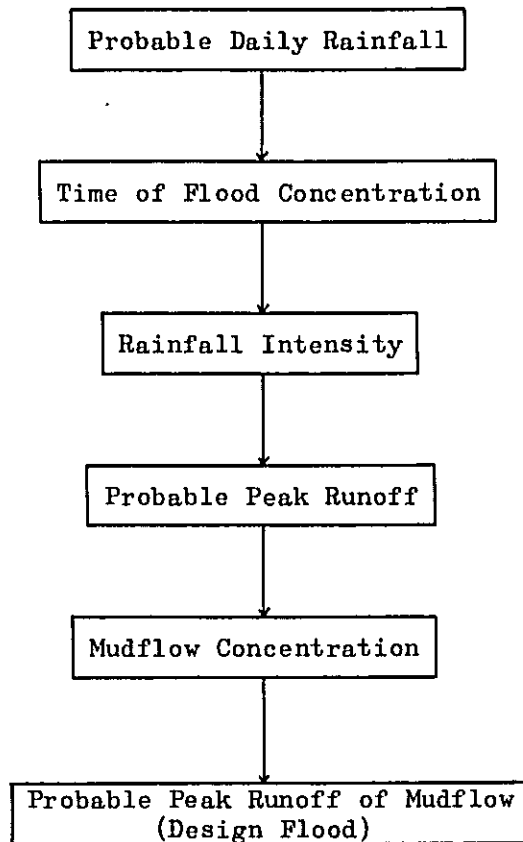 Probable Daily Rainfall
Time of Flood Concentration
Rainfall Intensity
Probable Peak Runoff
Mudflow Concentration
Probable Peak Runoff of Mudflow
(Design Flood)